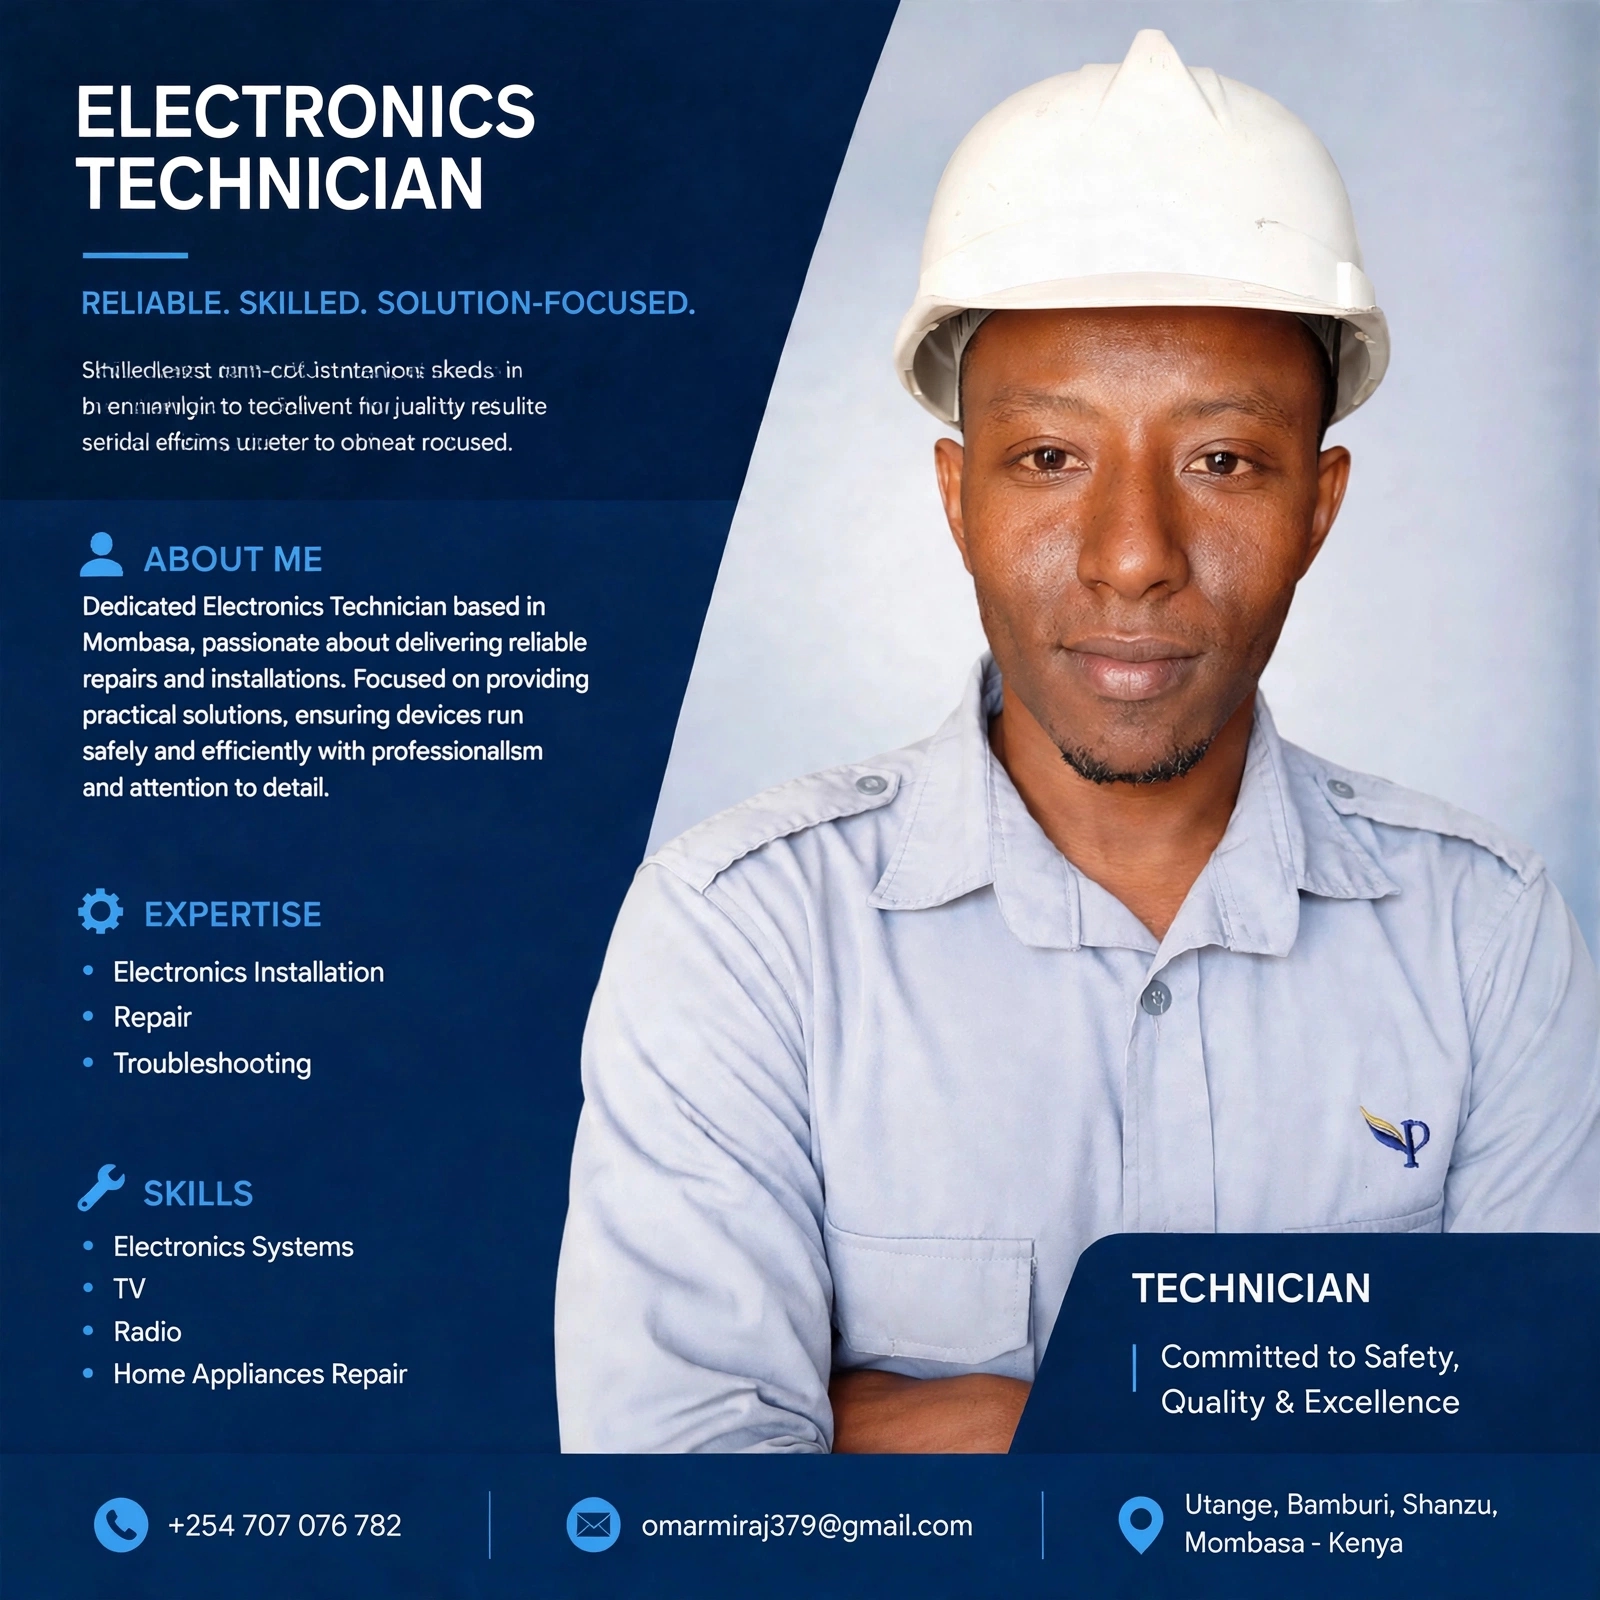 ELECTRONICS
TECHNICIAN
RELIABLE. SKILLED. SOLUTION-FOCUSED.
in
to
to
ABOUT ME
Dedicated Electronics Technician based in
Mombasa, passionate about delivering reliable
repairs and installations. Focused on providing
practical solutions, ensuring devices run
safely and efficiently with professionallsm
and attention to detail.
EXPERTISE
• Electronics Installation
• Repair
• Troubleshooting
SKILLS
• Electronics Systems
• TV
• Radio
• Home Appliances Repair
P
TECHNICIAN
Committed to Safety,
Quality & Excellence
+254 707 076 782
omarmiraj379@gmail.com
Utange, Bamburi, Shanzu,
Mombasa - Kenya